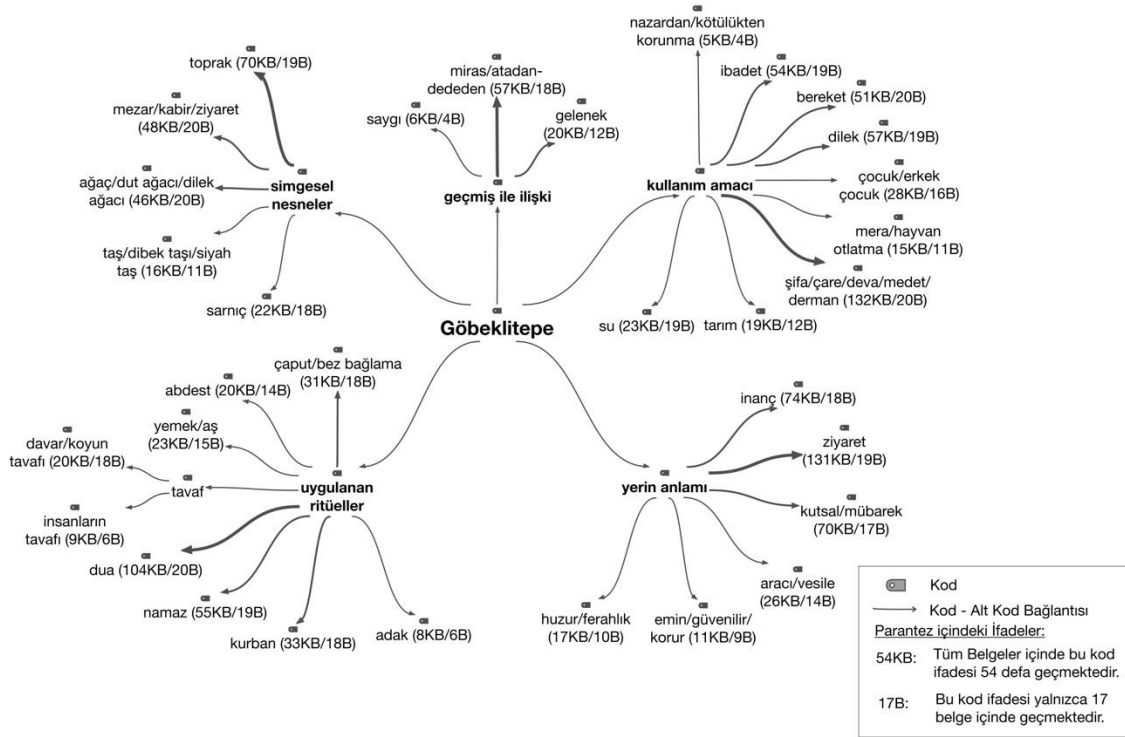 toprak (70KB/19B)
mezar/kabir/ziyaret
(48KB/20B)
ağaç/dut ağacı/dilek
ağacı (46KB/20B)
taş/dibek taşı/siyah
taş (16KB/11B)
sarnıç (22KB/18B)
simgesel
nesneler
miras/atadan-
dededen (57KB/18B)
saygı (6KB/4B)
gelenek
(20KB/12B)
geçmiş ile ilişki
nazardan/kötülükten
korunma (5KB/4B)
ibadet (54KB/19B)
bereket (51KB/20B)
dilek (57KB/19B)
çocuk/erkek
çocuk (28KB/16B)
mera/hayvan
otlatma (15KB/11B)
şifa/çare/deva/medet/
derman (132KB/20B)
tarım (19KB/12B)
su (23KB/19B)
kullanım amacı
Göbeklitepe
çaput/bez bağlama
(31KB/18B)
abdest (20KB/14B)
yemek/aş
(23KB/15B)
davar/koyun
tavafı (20KB/18B)
tavaf
insanların
tavafı (9KB/6B)
dua (104KB/20B)
namaz (55KB/19B)
kurban (33KB/18B)
adak (8KB/6B)
uygulanan
ritüeller
inanç (74KB/18B)
ziyaret
(131KB/19B)
yerin anlamı
kutsal/mübarek
(70KB/17B)
aracı/vesile
(26KB/14B)
emin/güvenilir/
korur (11KB/9B)
huzur/ferahlık
(17KB/10B)
Kod
Kod - Alt Kod Bağlantısı
Parantez içindeki İfadeler:
54KB: Tüm Belgeler içinde bu kod
ifadesi 54 defa geçmektedir.
17B: Bu kod ifadesi yalnızca 17
belge içinde geçmektedir.